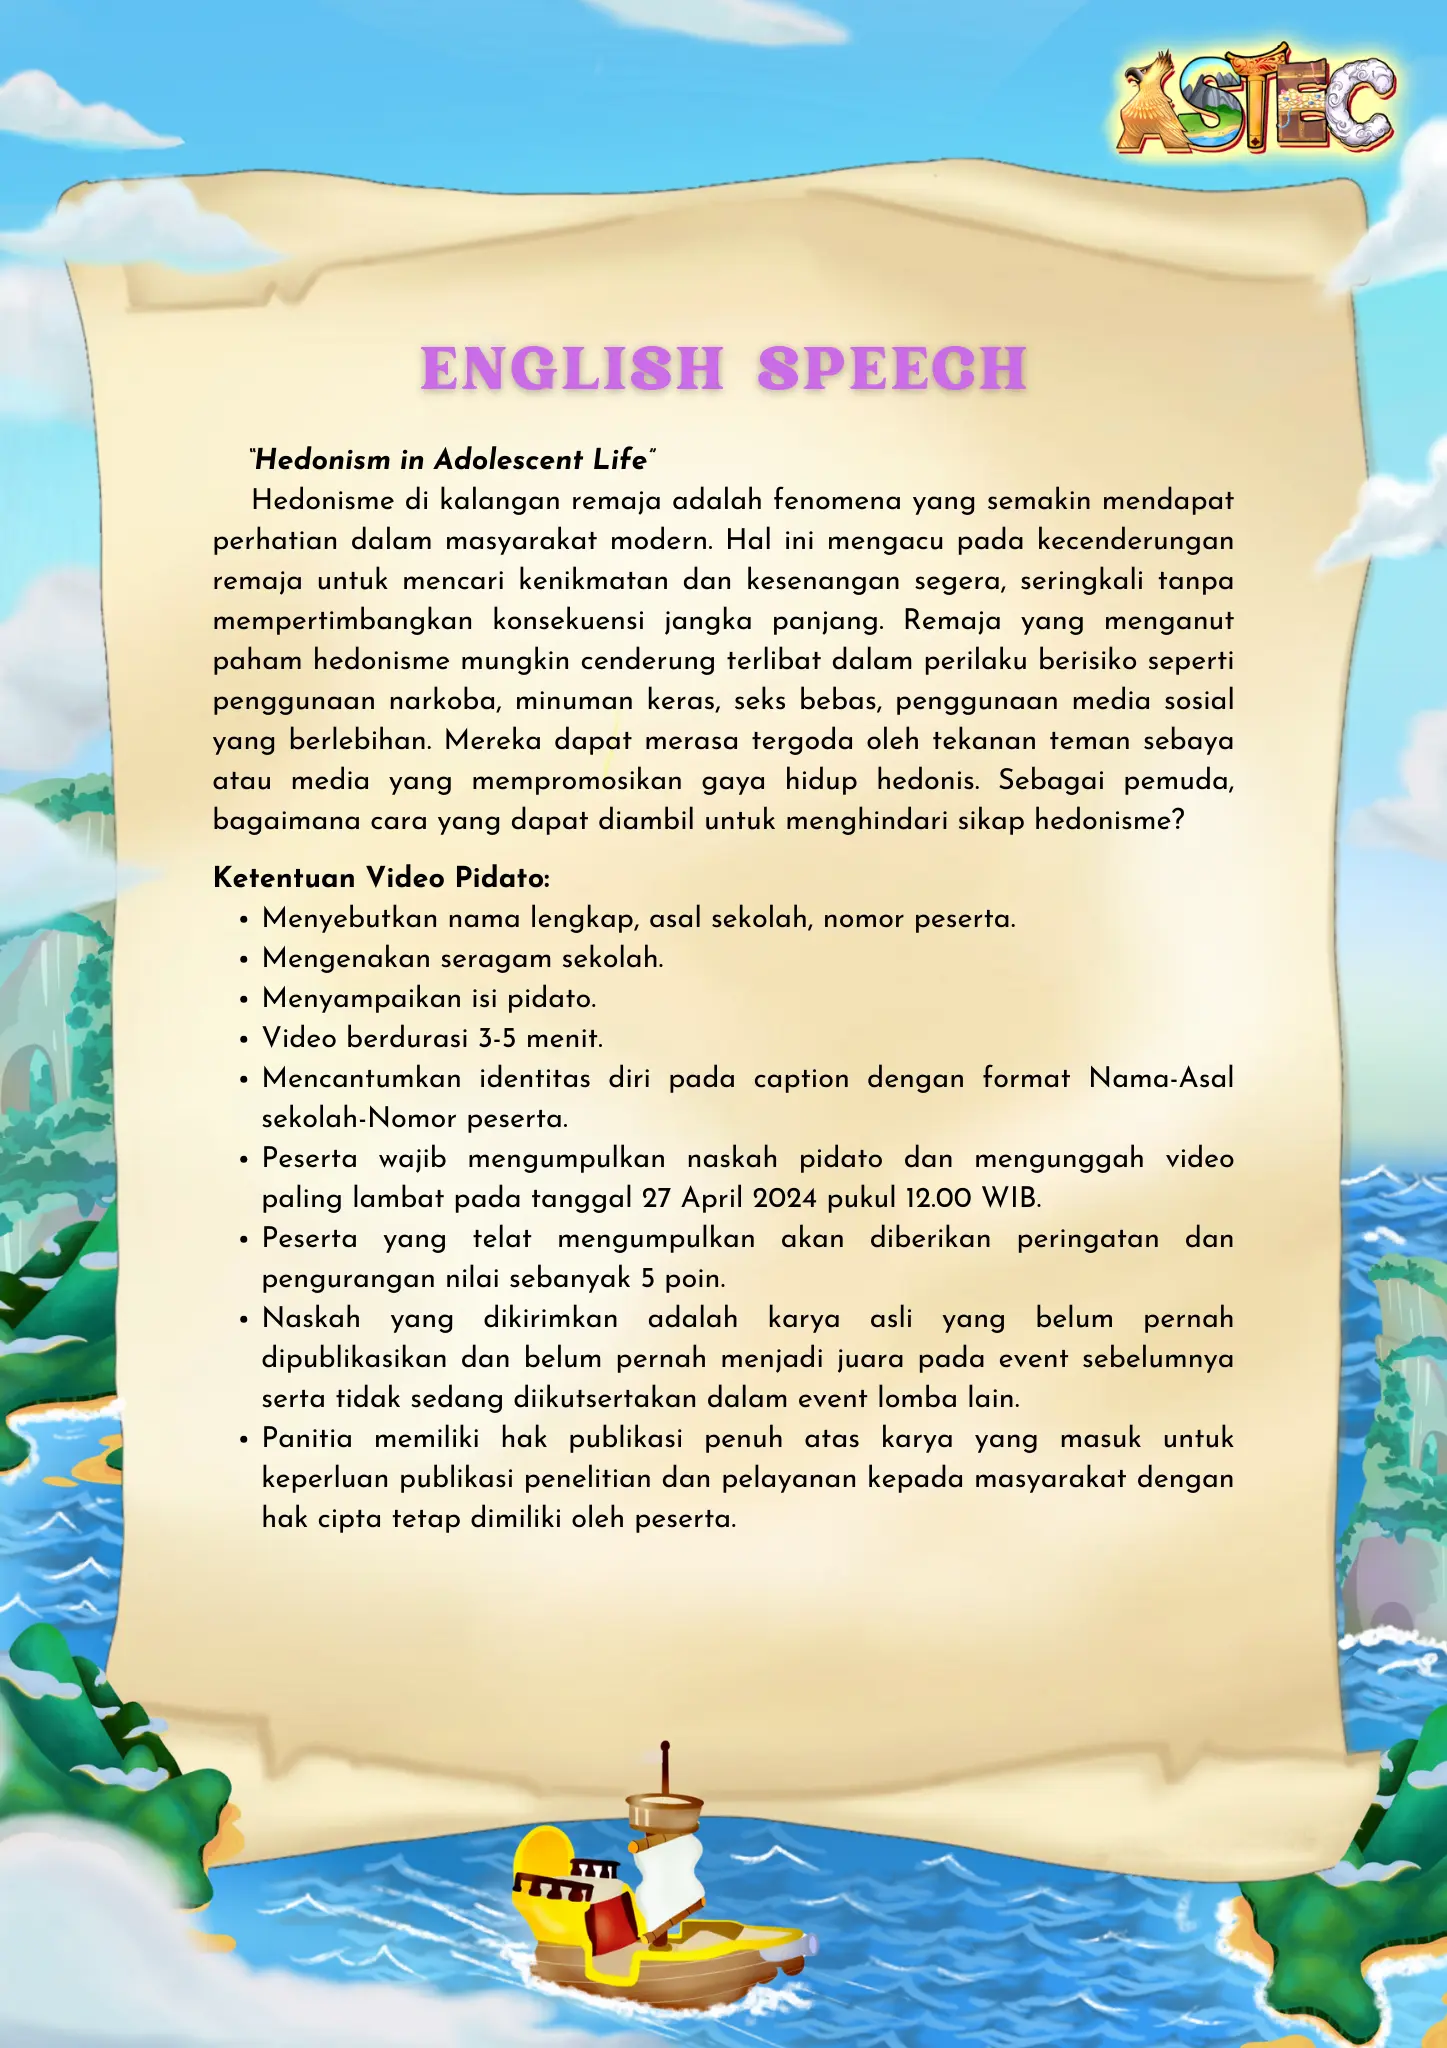 ASTEC
ENGLISH SPEECH
"Hedonism in Adolescent Life"
Hedonisme di kalangan remaja adalah fenomena yang semakin mendapat
perhatian dalam masyarakat modern. Hal ini mengacu pada kecenderungan
remaja untuk mencari kenikmatan dan kesenangan segera, seringkali tanpa
mempertimbangkan konsekuensi jangka panjang. Remaja yang menganut
paham hedonisme mungkin cenderung terlibat dalam perilaku berisiko seperti
penggunaan narkoba, minuman keras, seks bebas, penggunaan media sosial
yang berlebihan. Mereka dapat merasa tergoda oleh tekanan teman sebaya
atau media yang mempromosikan gaya hidup hedonis. Sebagai pemuda,
bagaimana cara yang dapat diambil untuk menghindari sikap hedonisme?
Ketentuan Video Pidato:
• Menyebutkan nama lengkap, asal sekolah, nomor peserta.
• Mengenakan seragam sekolah.
• Menyampaikan isi pidato.
• Video berdurasi 3-5 menit.
• Mencantumkan identitas diri pada caption dengan format Nama-Asal
sekolah-Nomor peserta.
• Peserta wajib mengumpulkan naskah pidato dan mengunggah video
paling lambat pada tanggal 27 April 2024 pukul 12.00 WIB.
• Peserta yang telat mengumpulkan akan diberikan peringatan dan
pengurangan nilai sebanyak 5 poin.
• Naskah yang dikirimkan adalah karya asli yang belum pernah
dipublikasikan dan belum pernah menjadi juara pada event sebelumnya
serta tidak sedang diikutsertakan dalam event lomba lain.
• Panitia memiliki hak publikasi penuh atas karya yang masuk untuk
keperluan publikasi penelitian dan pelayanan kepada masyarakat dengan
hak cipta tetap dimiliki oleh peserta.